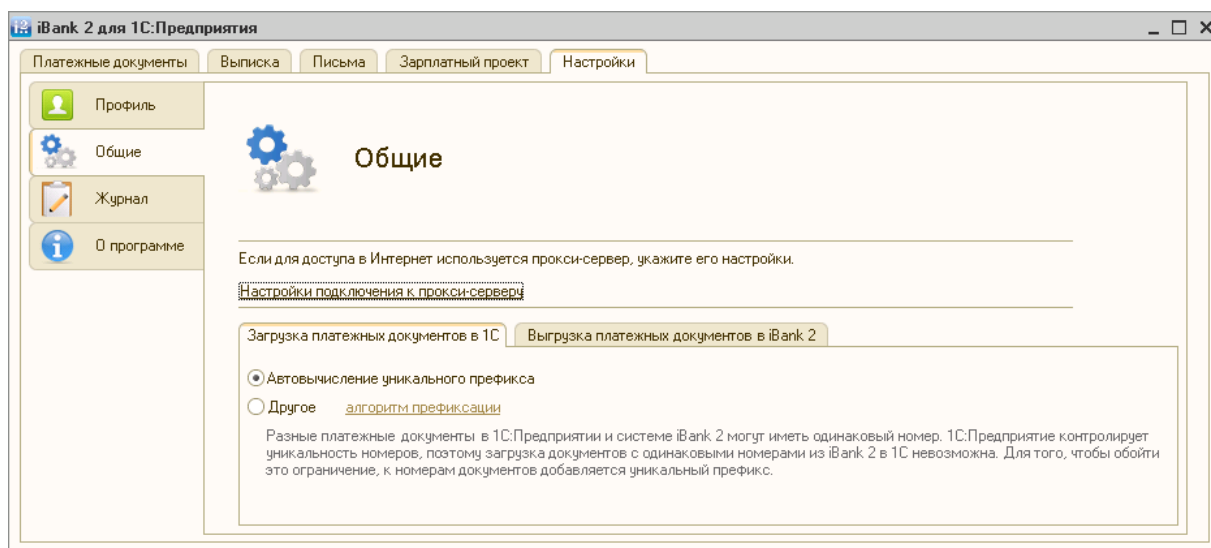 iBank 2 для 1С:Предприятия
Платежные документы Выписка Письма Зарплатный проект Настройки
Профиль
Общие
Журнал
О программе
Общие
Если для доступа в Интернет используется прокси-сервер, укажите его настройки.
Настройки подключения к прокси-серверу
Загрузка платежных документов в 1С Выгрузка платежных документов в iBank 2
Автовычисление уникального префикса
Другое алгоритм префиксации
Разные платежные документы в 1С:Предприятии и системе iBank 2 могут иметь одинаковый номер. 1С:Предприятие контролирует
уникальность номеров, поэтому загрузка документов с одинаковыми номерами из iBank 2 в 1С невозможна. Для того, чтобы обойти
это ограничение, к номерам документов добавляется уникальный префикс.